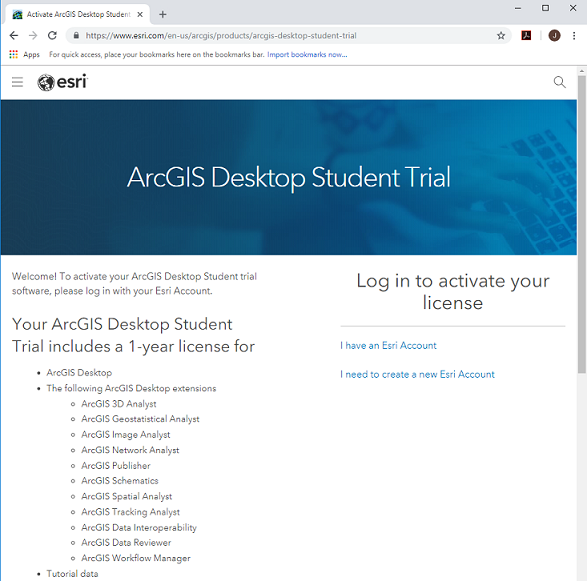 Activate ArcGIS Desktop Student
https://www.esri.com/en-us/arcgis/products/arcgis-desktop-student-trial
J
Apps
For quick access, place your bookmarks here on the bookmarks bar. Import bookmarks now...
esri
ArcGIS Desktop Student Trial
Welcome! To activate your ArcGIS Desktop Student trial
software, please log in with your Esri Account.
Your ArcGIS Desktop Student
Trial includes a 1-year license for
ArcGIS Desktop
The following ArcGIS Desktop extensions
ArcGIS 3D Analyst
ArcGIS Geostatistical Analyst
ArcGIS Image Analyst
ArcGIS Network Analyst
ArcGIS Publisher
ArcGIS Schematics
ArcGIS Spatial Analyst
ArcGIS Tracking Analyst
ArcGIS Data Interoperability
ArcGIS Data Reviewer
ArcGIS Workflow Manager
Tutorial data
Log in to activate your
license
I have an Esri Account
I need to create a new Esri Account